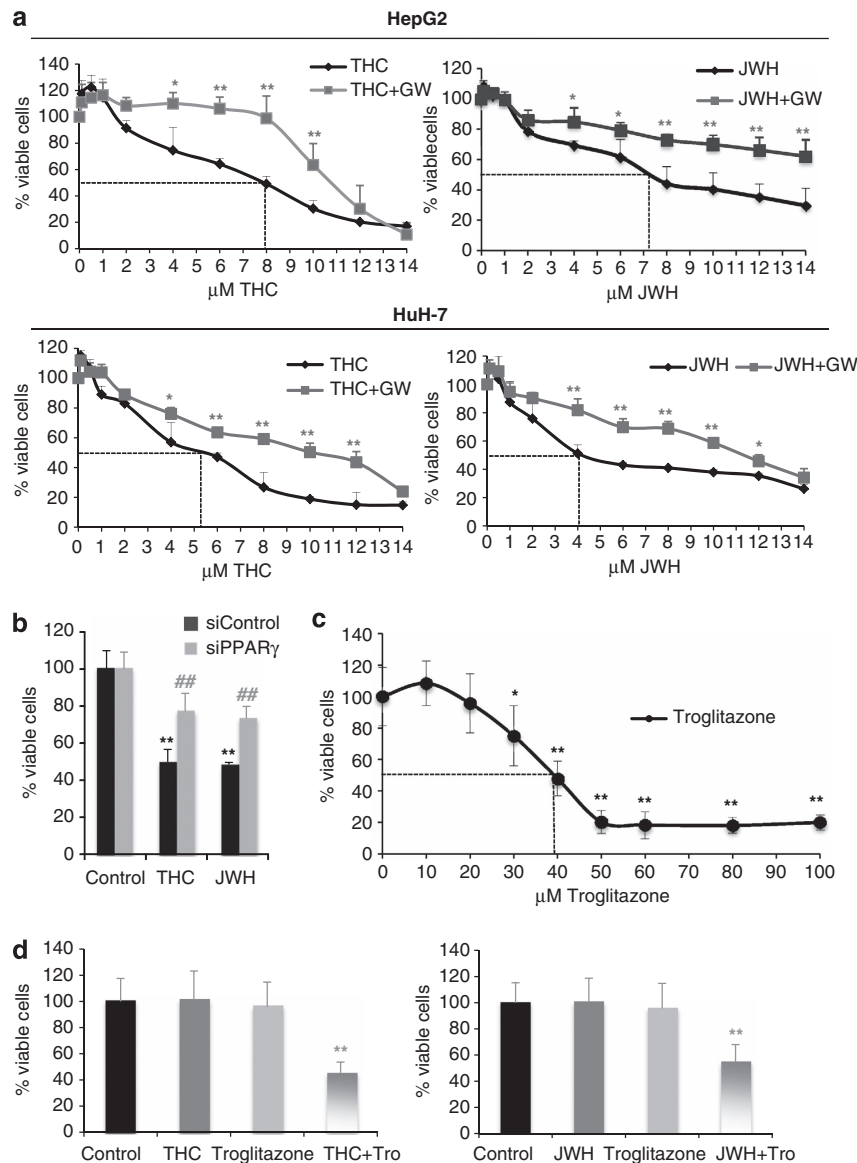 a
HepG2
THC
THC+GW
% viable cells
140
120
100
80
60
40
20
0
* ** ** **
0 1 2 3 4 5 6 7 8 9 10 11 12 13 14
μM THC
JWH
JWH+GW
% viablecells
120
100
80
60
40
20
0
* * ** ** ** **
0 1 2 3 4 5 6 7 8 9 10 11 12 13 14
μM JWH
HuH-7
THC
THC+GW
% viable cells
120
100
80
60
40
20
0
* ** ** ** **
0 1 2 3 4 5 6 7 8 9 10 11 12 13 14
μM THC
JWH JWH+GW
% viable cells
120
100
80
60
40
20
0
** ** ** ** *
0 1 2 3 4 5 6 7 8 9 10 11 12 13 14
μM JWH
b
siControl
siPPARγ
% viable cells
120
100
80
60
40
20
0
## ##
** **
Control THC JWH
c
Troglitazone
% viable cells
140
120
100
80
60
40
20
0
* ** ** ** ** **
0 10 20 30 40 50 60 70 80 90 100
μM Troglitazone
d
% viable cells
140
120
100
80
60
40
20
0
**
Control THC Troglitazone THC+Tro
% viable cells
140
120
100
80
60
40
20
0
**
Control JWH Troglitazone JWH+Tro